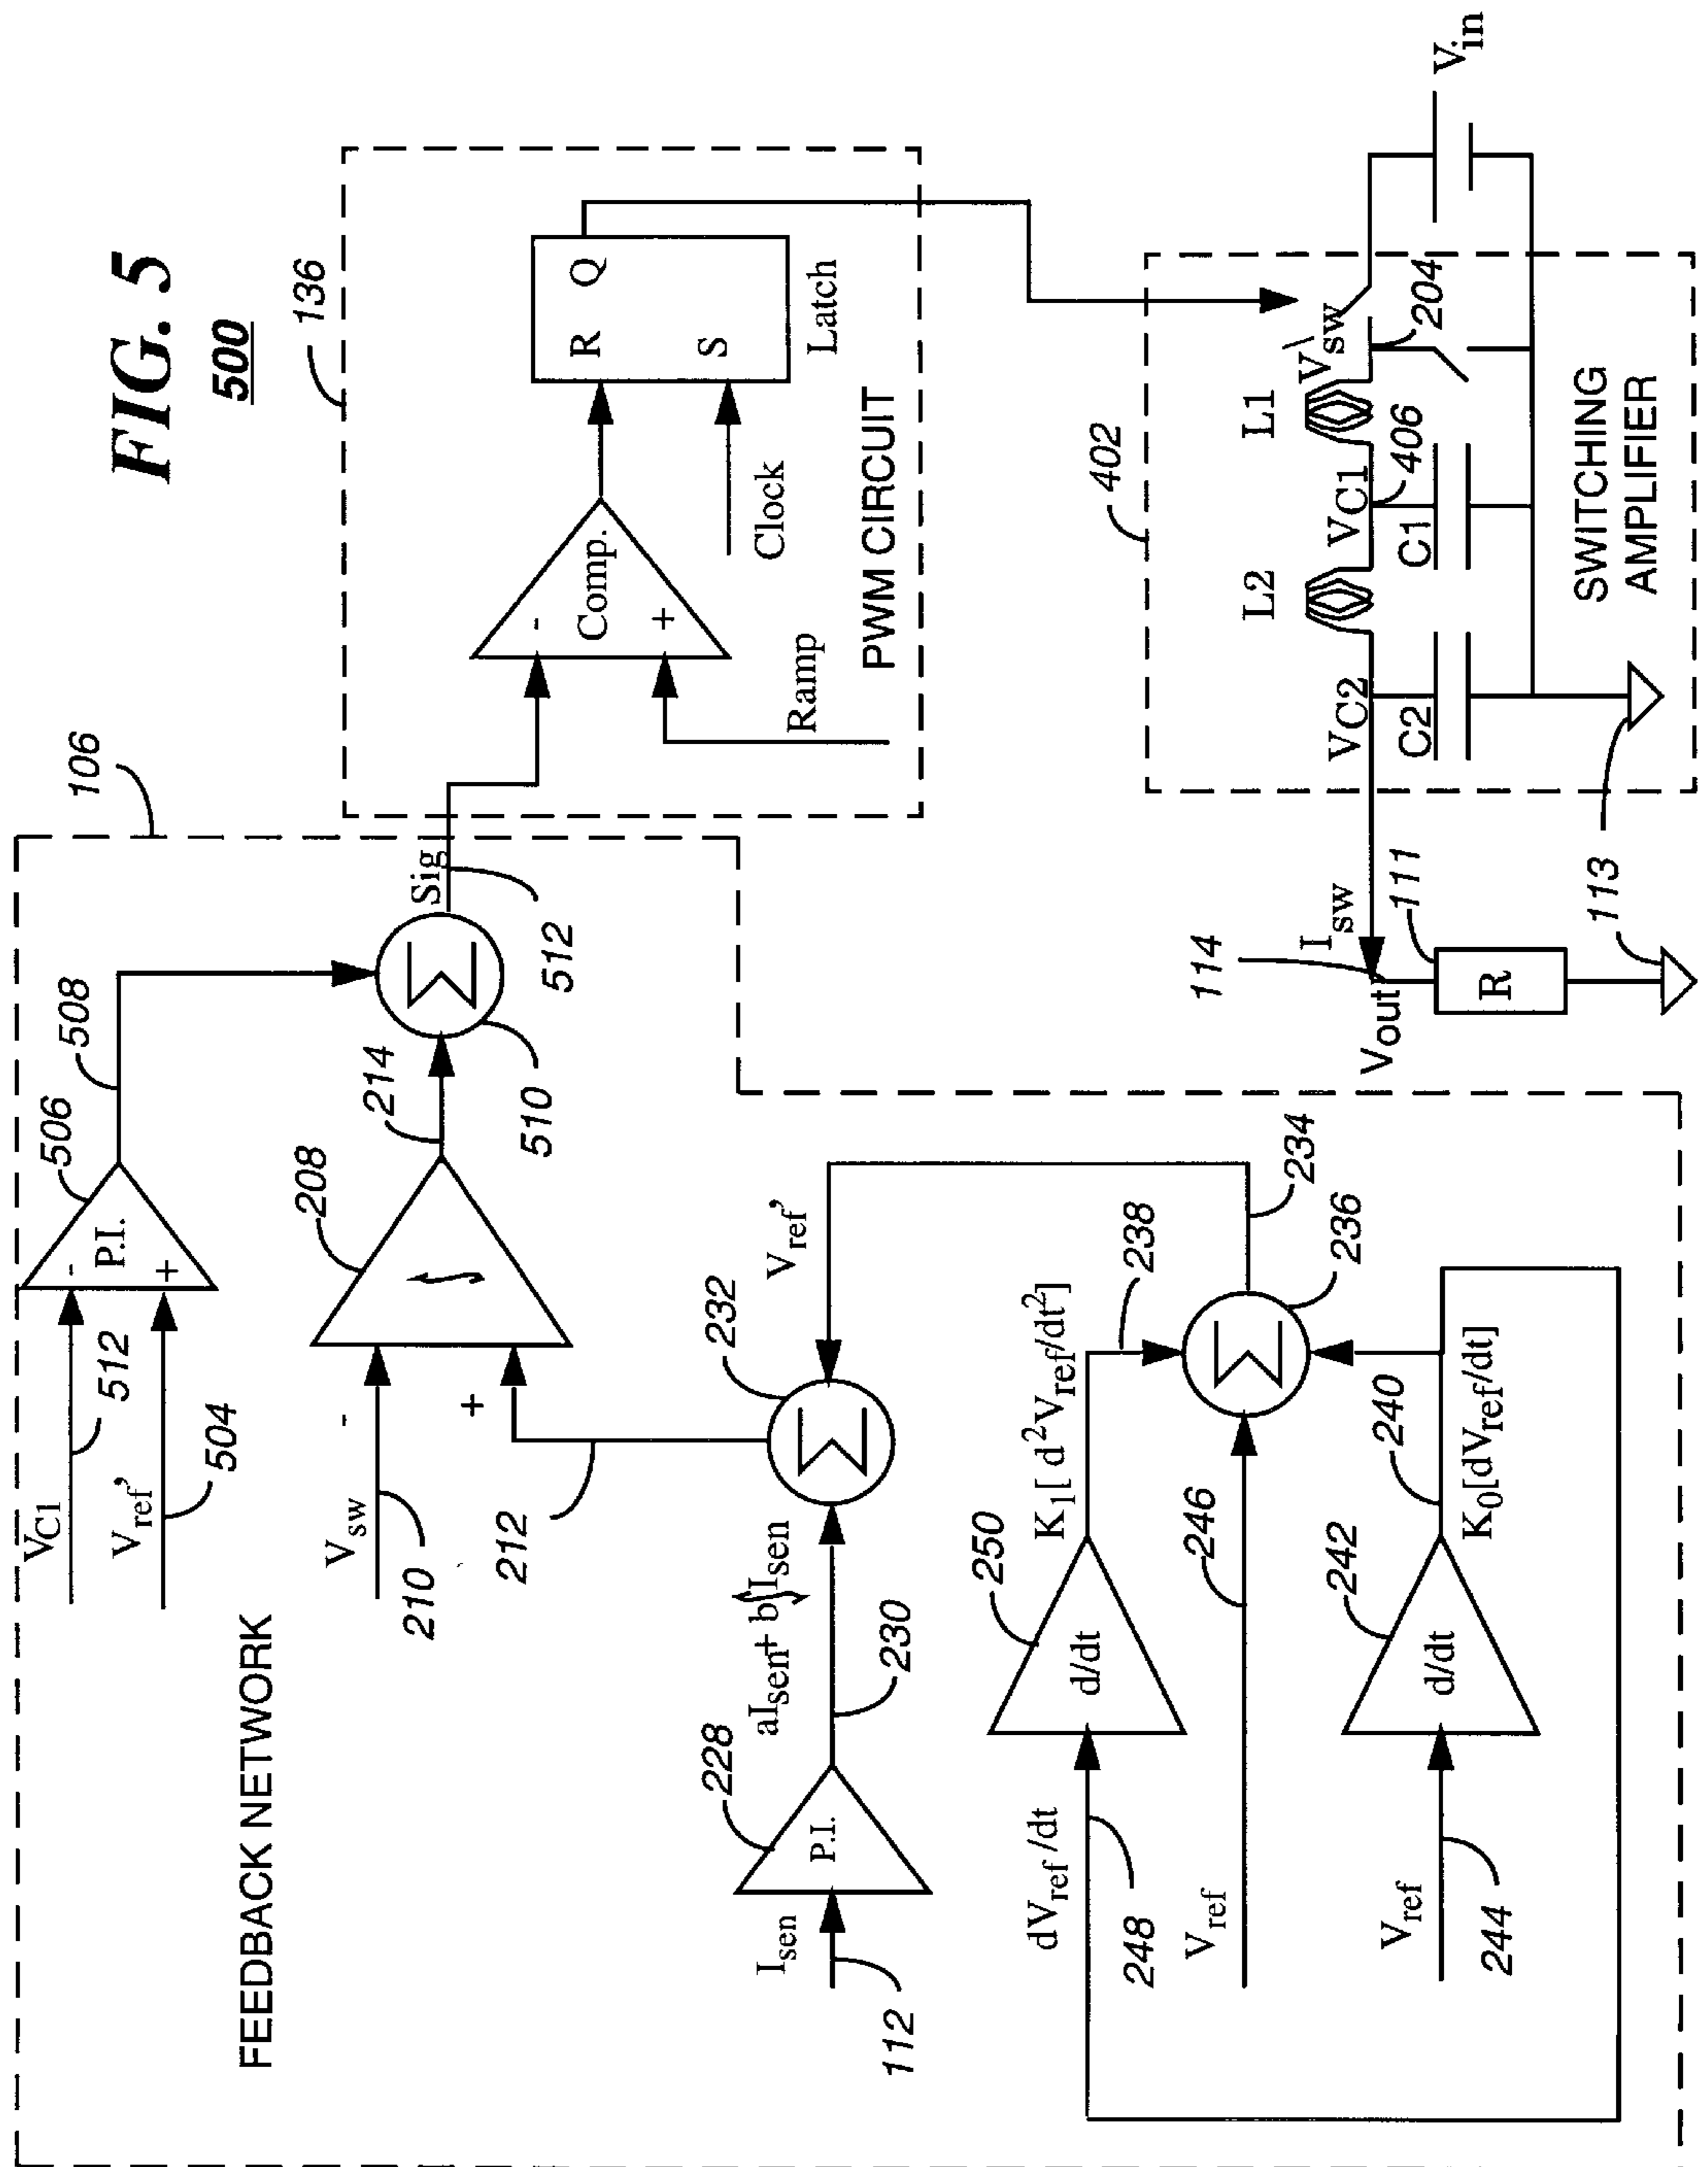 FIG. 5
500
106
136
508
506
P.I.
-
+
V_C1
512
V_ref'
504
Sig
512
510
214
208
∫
V_sw
-
210
+
212
FEEDBACK NETWORK
232
Σ
Σ
V_ref'
aI_sen + b∫I_sen
230
228
P.I.
I_sen
112
234
236
Σ
238
K_1[ d^2V_ref/dt^2]
250
d/dt
dV_ref/dt
248
246
V_ref
240
K_0[dV_ref/dt]
242
d/dt
V_ref
244
R Q
S
Latch
Comp.
-
+
Clock
Ramp
PWM CIRCUIT
402
L2
L1
V_sw
204
V_C2
V_C1
406
C2
C1
V_in
SWITCHING
AMPLIFIER
114
I_sw
V_out
111
R
113